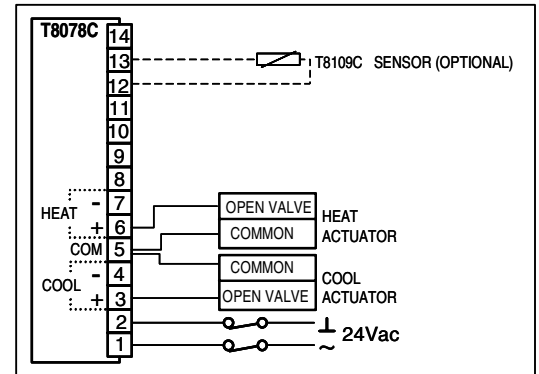 T8078C 14
13 T8109C SENSOR (OPTIONAL)
12
11
10
9
8
- 7 OPEN VALVE
HEAT HEAT
+ 6 COMMON ACTUATOR
COM 5
- 4 COMMON
COOL COOL
+ 3 OPEN VALVE ACTUATOR
2 ⊥
24Vac
1 ~